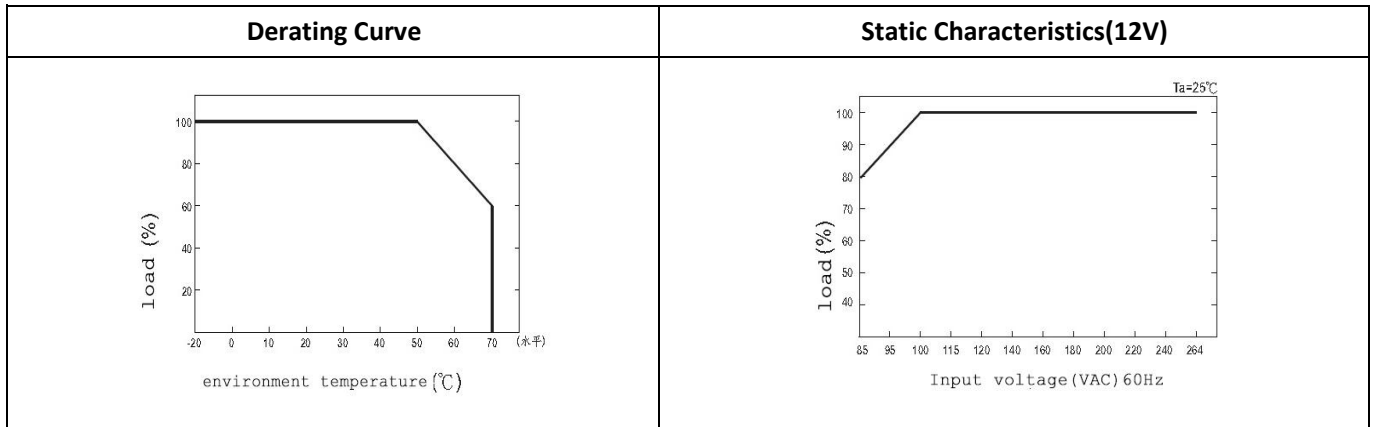 Derating Curve
Static Characteristics(12V)
100
80
60
40
20
load (%)
-20 0 10 20 30 40 50 60 70 (水平)
environment temperature(℃)
Ta=25℃
100
90
80
70
60
50
40
load(%)
85 95 100 115 120 140 160 180 200 220 240 264
Input voltage(VAC)60Hz